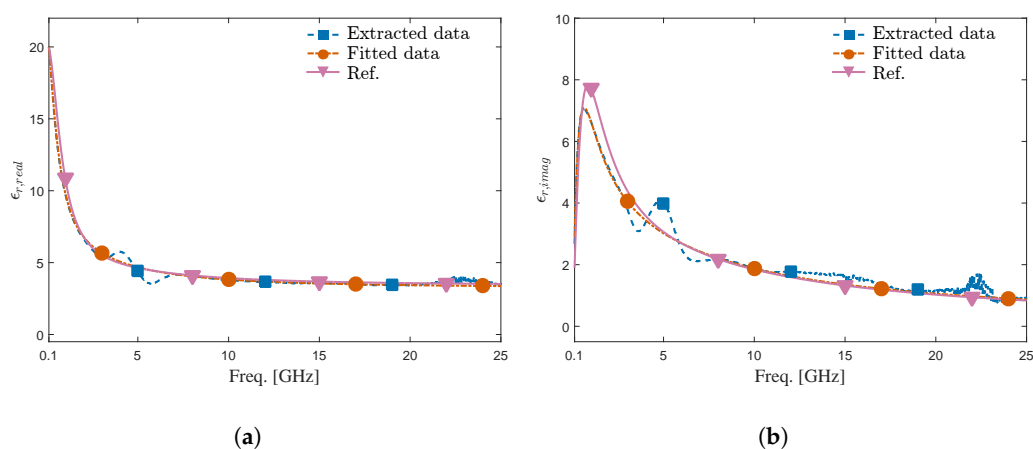 Extracted data
Fitted data
Ref.
20
15
10
5
0
ϵr,real
0.1 5 10 15 20 25
Freq. [GHz]
(a)
Extracted data
Fitted data
Ref.
10
8
6
4
2
0
ϵr,imag
0.1 5 10 15 20 25
Freq. [GHz]
(b)